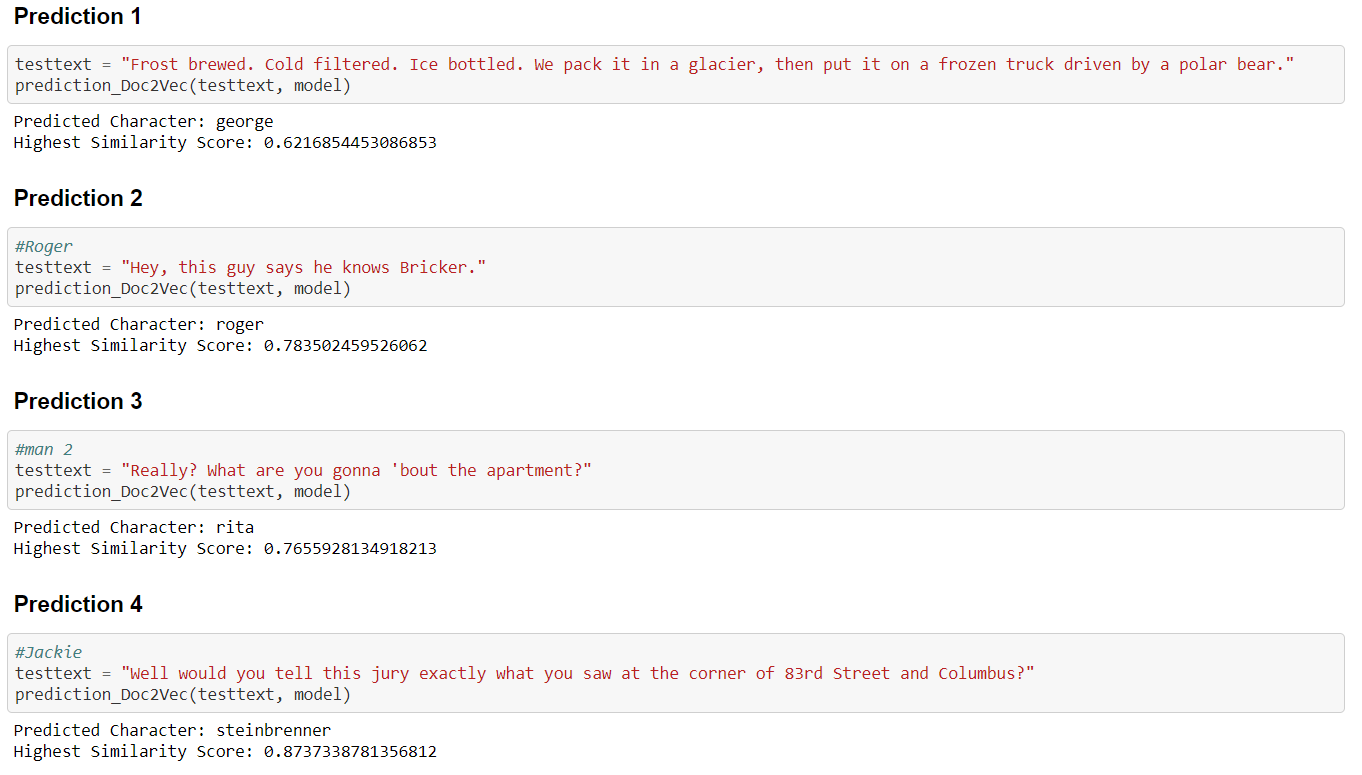 Prediction 1
testtext = "Frost brewed. Cold filtered. Ice bottled. We pack it in a glacier, then put it on a frozen truck driven by a polar bear."
prediction_Doc2Vec(testtext, model)
Predicted Character: george
Highest Similarity Score: 0.6216854453086853
Prediction 2
#Roger
testtext = "Hey, this guy says he knows Bricker."
prediction_Doc2Vec(testtext, model)
Predicted Character: roger
Highest Similarity Score: 0.783502459526062
Prediction 3
#man 2
testtext = "Really? What are you gonna 'bout the apartment?"
prediction_Doc2Vec(testtext, model)
Predicted Character: rita
Highest Similarity Score: 0.7655928134918213
Prediction 4
#Jackie
testtext = "Well would you tell this jury exactly what you saw at the corner of 83rd Street and Columbus?"
prediction_Doc2Vec(testtext, model)
Predicted Character: steinbrenner
Highest Similarity Score: 0.8737338781356812